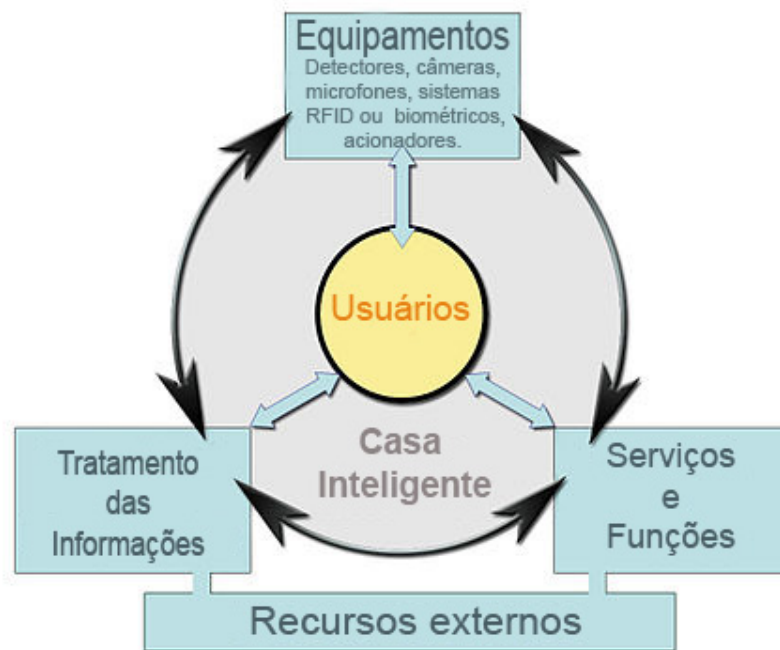 Equipamentos
Detectores, câmeras,
microfones, sistemas
RFID ou biométricos,
acionadores.
Usuários
Casa
Inteligente
Tratamento
das
Informações
Serviços
e
Funções
Recursos externos